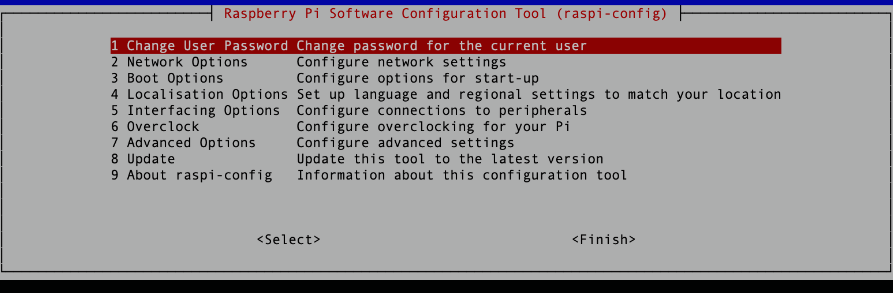 Raspberry Pi Software Configuration Tool (raspi-config)
1 Change User Password Change password for the current user
2 Network Options Configure network settings
3 Boot Options Configure options for start-up
4 Localisation Options Set up language and regional settings to match your location
5 Interfacing Options Configure connections to peripherals
6 Overclock Configure overclocking for your Pi
7 Advanced Options Configure advanced settings
8 Update Update this tool to the latest version
9 About raspi-config Information about this configuration tool
<Select> <Finish>